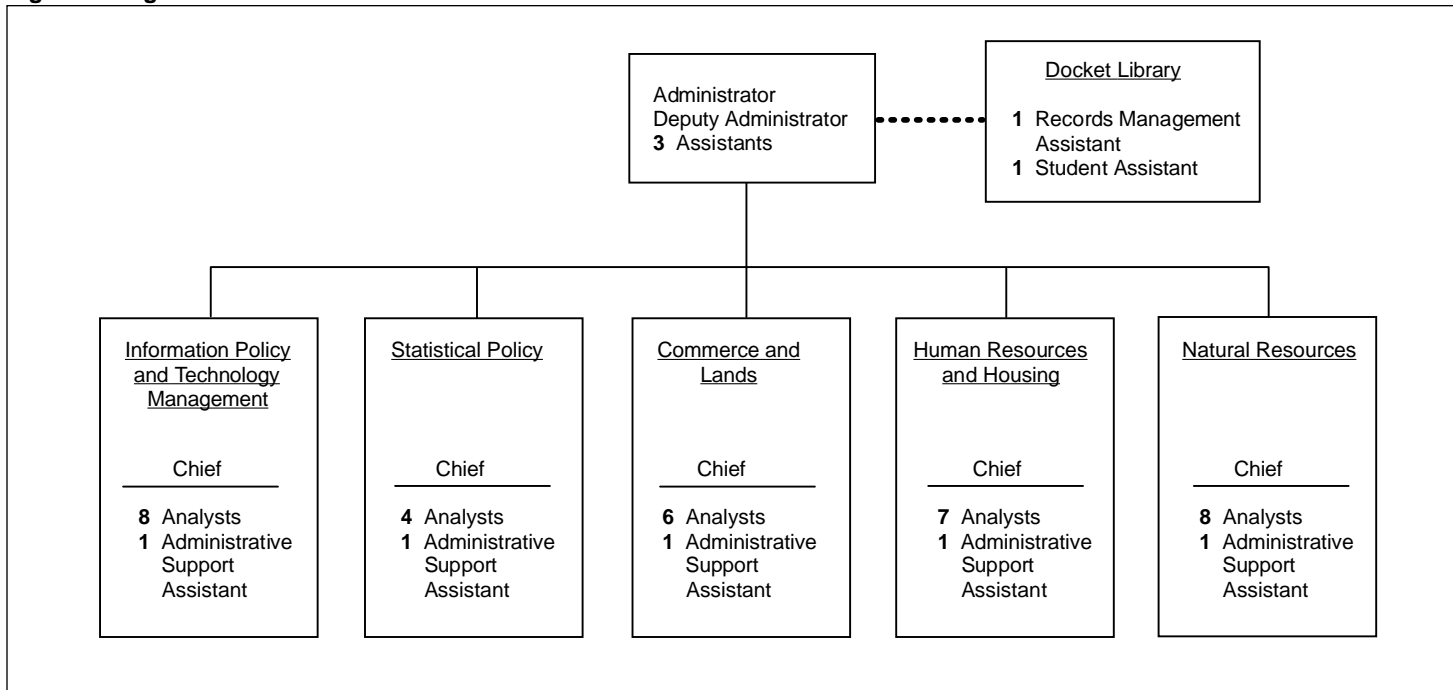 Administrator
Deputy Administrator
3 Assistants
Docket Library
1 Records Management
Assistant
1 Student Assistant
Information Policy
and Technology
Management
Chief
8 Analysts
1 Administrative
Support
Assistant
Statistical Policy
Chief
4 Analysts
1 Administrative
Support
Assistant
Commerce and
Lands
Chief
6 Analysts
1 Administrative
Support
Assistant
Human Resources
and Housing
Chief
7 Analysts
1 Administrative
Support
Assistant
Natural Resources
Chief
8 Analysts
1 Administrative
Support
Assistant